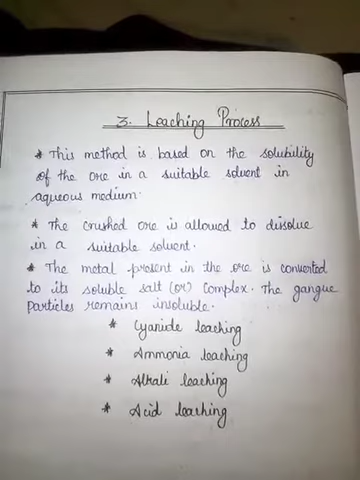 3. Leaching Process
* This method is based on the solubility
of the ore in a suitable solvent in
aqueous medium.
* The crushed ore is allowed to dissolve
in a suitable solvent.
* The metal present in the ore is converted
to its soluble salt (or) complex. The gangue
particles remains insoluble.
* Cyanide leaching
* Ammonia leaching
* Alkali leaching
* Acid leaching